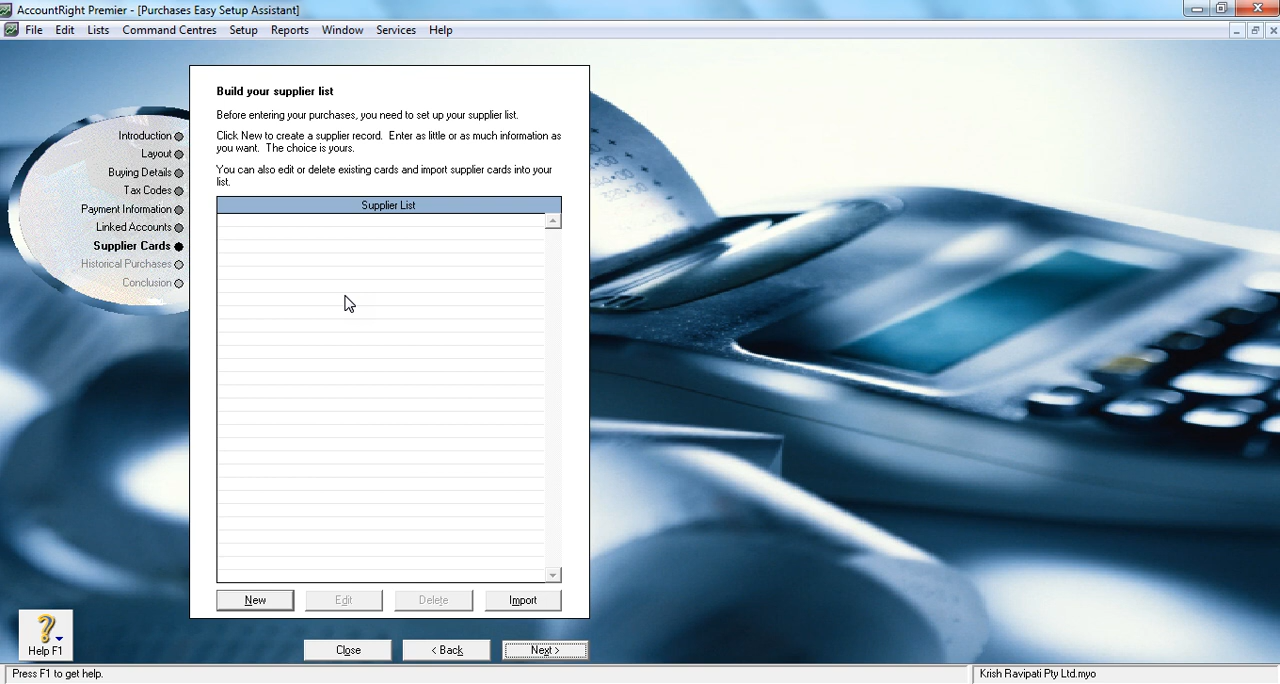 AccountRight Premier - [Purchases Easy Setup Assistant]
File Edit Lists Command Centres Setup Reports Window Services Help
Build your supplier list
Before entering your purchases, you need to set up your supplier list.
Click New to create a supplier record. Enter as little or as much information as
you want. The choice is yours.
You can also edit or delete existing cards and import supplier cards into your
list.
Introduction
Layout
Buying Details
Tax Codes
Payment Information
Linked Accounts
Supplier Cards
Historical Purchases
Conclusion
Supplier List
New Edit Delete Import
Help F1
Close < Back Next >
Press F1 to get help.
Krish Ravipati Pty Ltd.myo